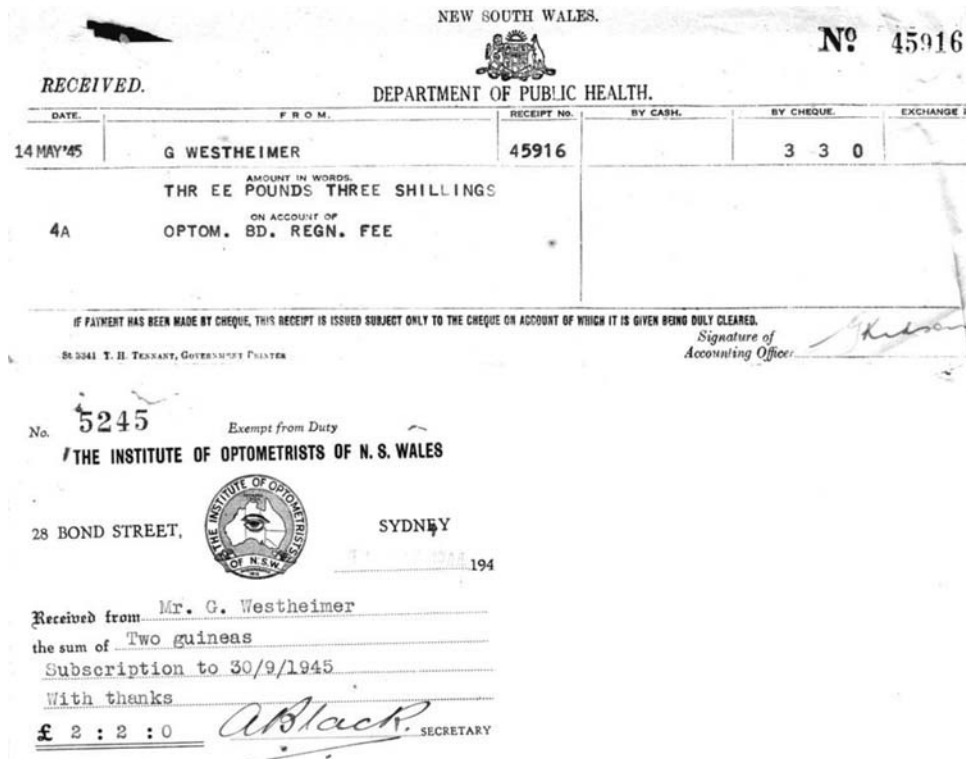 NEW SOUTH WALES.
Nº 45916
RECEIVED.
DEPARTMENT OF PUBLIC HEALTH.
DATE. FROM. RECEIPT No. BY CASH. BY CHEQUE. EXCHANGE
14 MAY'45 G WESTHEIMER 45916 3 3 0
AMOUNT IN WORDS.
THR EE POUNDS THREE SHILLINGS
ON ACCOUNT OF
4A OPTOM. BD. REGN. FEE
IF PAYMENT HAS BEEN MADE BY CHEQUE, THIS RECEIPT IS ISSUED SUBJECT ONLY TO THE CHEQUE ON ACCOUNT OF WHICH IT IS GIVEN BEING DULY CLEARED.
Signature of
St 5341 T. H. TENNANT, GOVERNMENT PRINTER Accounting Officer
No. 5245 Exempt from Duty
THE INSTITUTE OF OPTOMETRISTS OF N. S. WALES
THE INSTITUTE OF OPTOMETRISTS
OF N.S.W.
28 BOND STREET, SYDNEY
194
Received from Mr. G. Westheimer
the sum of Two guineas
Subscription to 30/9/1945
With thanks
£ 2 : 2 : 0 A Black. SECRETARY